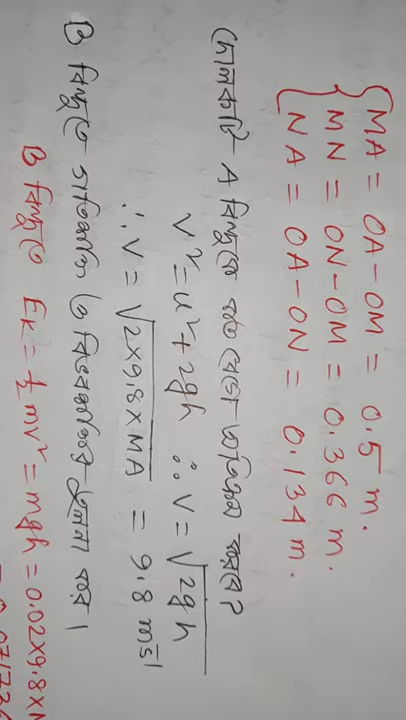 MA = OA-OM = 0.5 m.
MN = ON-OM = 0.366 m.
NA = OA-ON = 0.134 m.
দোলকটি A বিন্দুকে কত বেগে অতিক্রম করবে?
v² = u² + 2gh ∴ v = √2gh
∴ v = √2×9.8×MA = 9.8 ms⁻¹
B বিন্দুতে গতিশক্তি ও বিভবশক্তির তুলনা কর।
B বিন্দুতে Eₖ = ½mv² = mgh = 0.02×9.8×